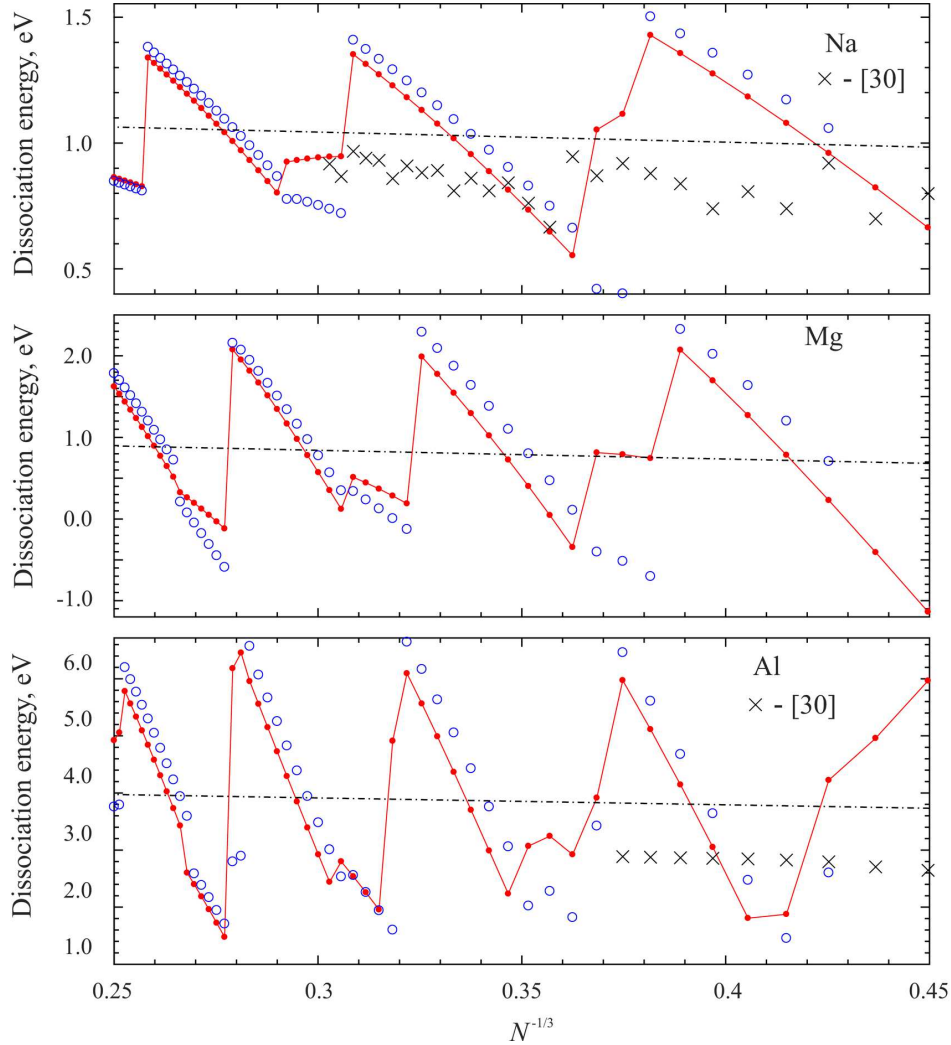 Dissociation energy, eV
1.5
1.0
0.5
Na
× - [30]
Dissociation energy, eV
2.0
1.0
0.0
-1.0
Mg
Dissociation energy, eV
6.0
5.0
4.0
3.0
2.0
1.0
Al
× - [30]
0.25 0.3 0.35 0.4 0.45
N^-1/3